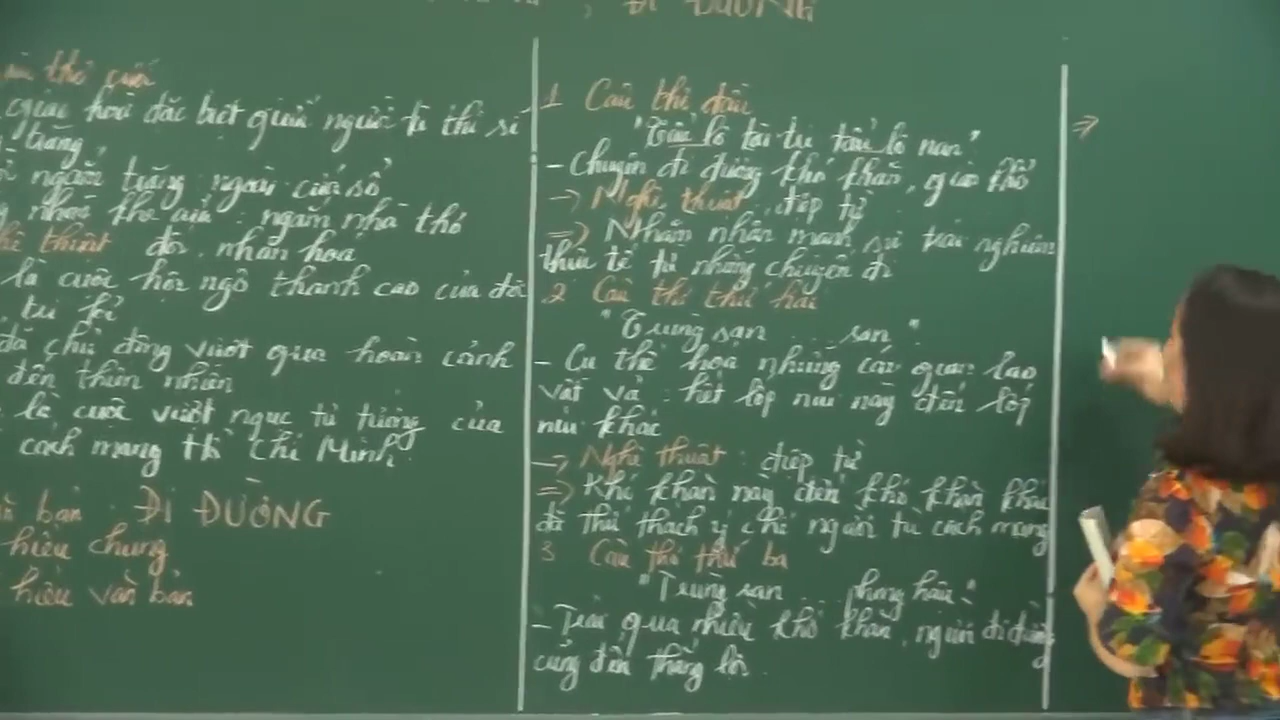 ĐI ĐƯỜNG
thơ cuối
giao hoà đặc biệt giữa người tù thi sĩ
trăng
ngắm trăng ngoài cửa sổ
nhòm khe cửa : ngắm nhà thơ
thuật đối, nhân hoá
là cuộc hội ngộ thanh cao của đôi
tri kỉ
đã chủ động vượt qua hoàn cảnh
đến thiên nhiên
là cuộc vượt ngục tư tưởng của
cách mạng Hồ Chí Minh.
bản : ĐI ĐƯỜNG
hiểu chung
hiểu văn bản
1 Câu thơ đầu
"Tẩu lộ tài tri tẩu lộ nan"
- Chuyện đi đường khó khăn, gian khổ
-> Nghệ thuật : điệp từ
=> Nhằm nhấn mạnh sự trải nghiệm
thực tế từ những chuyến đi
2 Câu thơ thứ hai
"Trùng san ... san"
- Cụ thể hoá những cái gian lao
vất vả : hết lớp núi này đến lớp
núi khác
-> Nghệ thuật : điệp từ
=> Khó khăn này đến khó khăn khác
để thử thách ý chí người tù cách mạng
3 Câu thơ thứ ba
"Trùng san ... phong hậu"
- Trải qua nhiều khó khăn, người đi đường
cũng đến thắng lợi.
=>